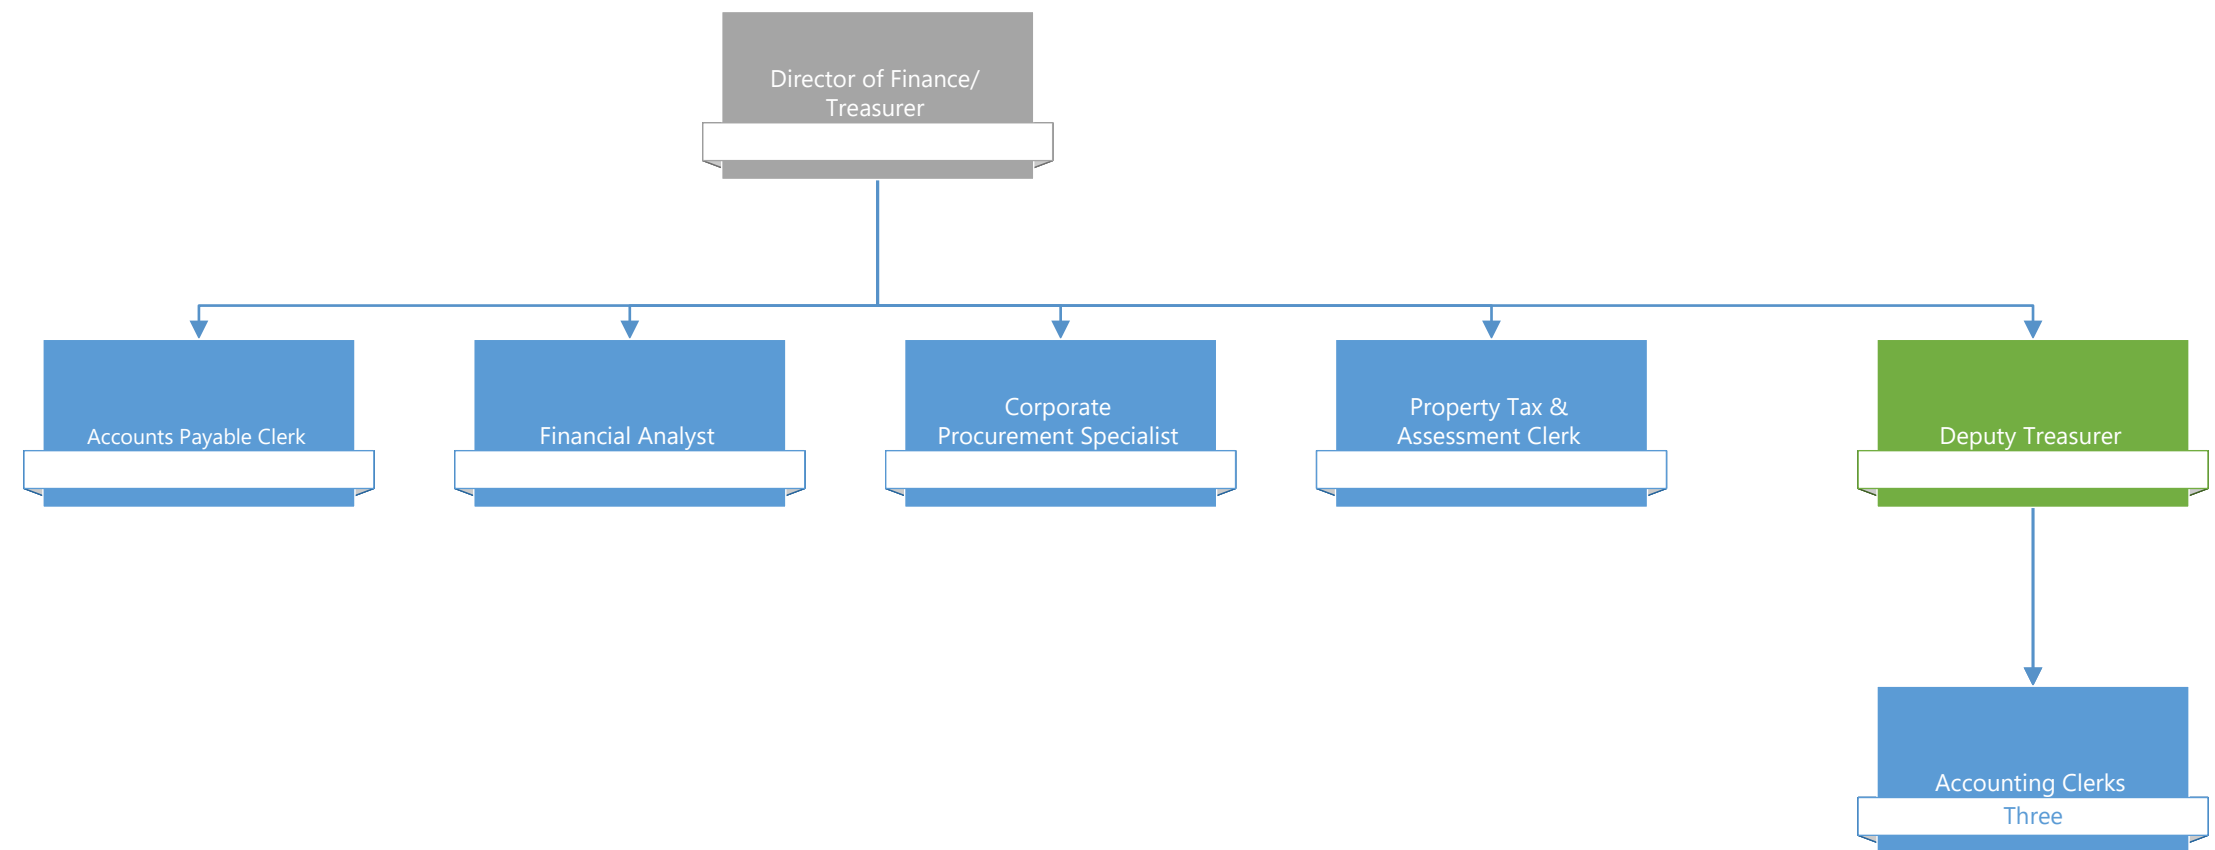 Director of Finance/
Treasurer
Accounts Payable Clerk
Financial Analyst
Corporate
Procurement Specialist
Property Tax &
Assessment Clerk
Deputy Treasurer
Accounting Clerks
Three